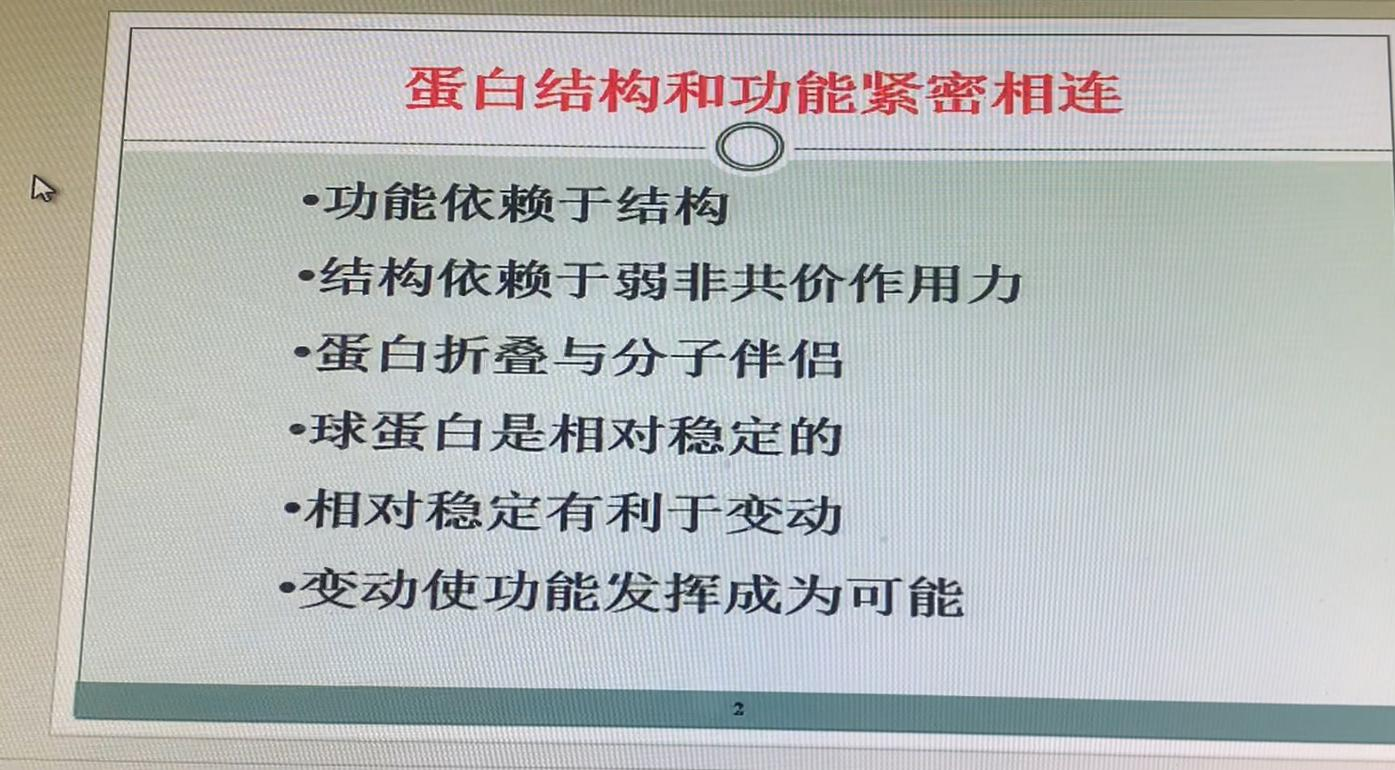 蛋白结构和功能紧密相连
•功能依赖于结构
•结构依赖于弱非共价作用力
•蛋白折叠与分子伴侣
•球蛋白是相对稳定的
•相对稳定有利于变动
•变动使功能发挥成为可能
2